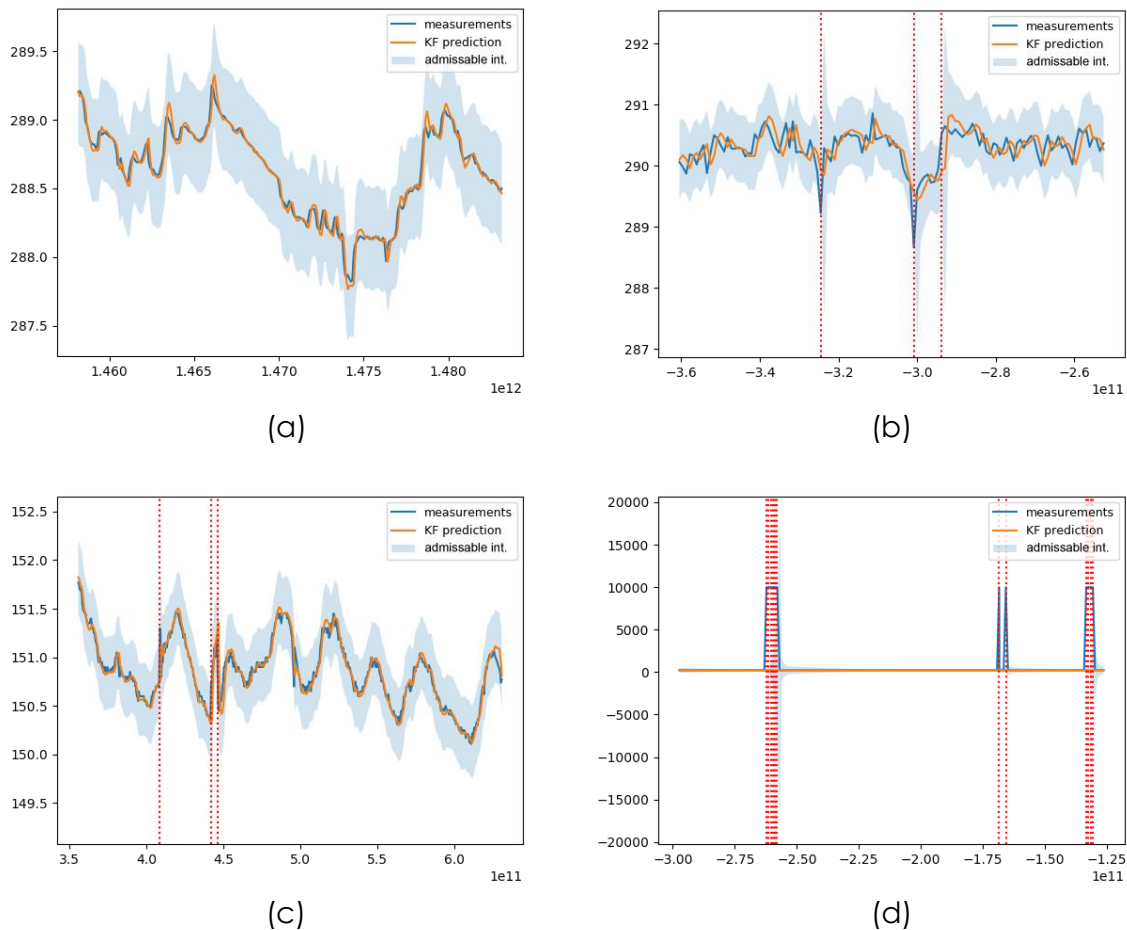 289.5
289.0
288.5
288.0
287.5
measurements
KF prediction
admissable int.
1.460
1.465
1.470
1.475
1.480
1e12
(a)
292
291
290
289
288
287
measurements
KF prediction
admissable int.
−3.6
−3.4
−3.2
−3.0
−2.8
−2.6
1e11
(b)
152.5
152.0
151.5
151.0
150.5
150.0
149.5
measurements
KF prediction
admissable int.
3.5
4.0
4.5
5.0
5.5
6.0
1e11
(c)
20000
15000
10000
5000
0
−5000
−10000
−15000
−20000
measurements
KF prediction
admissable int.
−3.00
−2.75
−2.50
−2.25
−2.00
−1.75
−1.50
−1.25
1e11
(d)